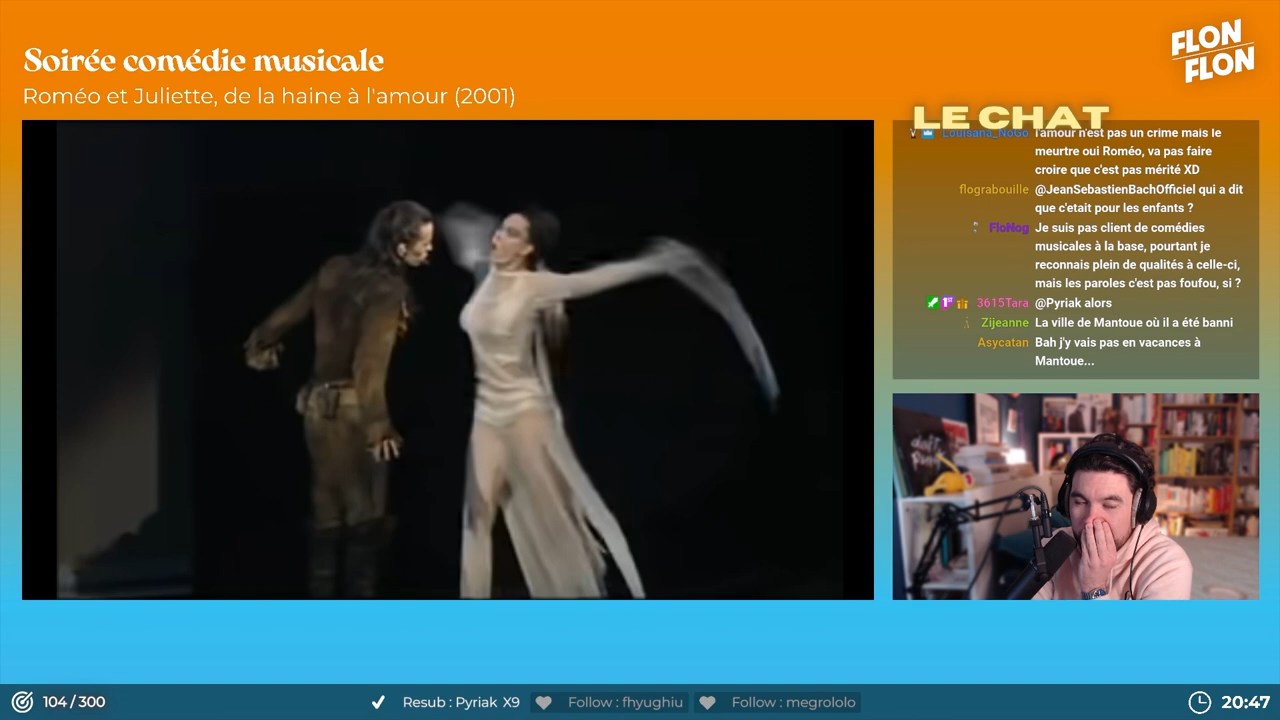 Soirée comédie musicale
Roméo et Juliette, de la haine à l'amour (2001)
FLON
FLON
LE CHAT
Louisana_NoGo l'amour n'est pas un crime mais le
meurtre oui Roméo, va pas faire
croire que c'est pas mérité XD
flograbouille @JeanSebastienBachOfficiel qui a dit
que c'etait pour les enfants ?
FloNog Je suis pas client de comédies
musicales à la base, pourtant je
reconnais plein de qualités à celle-ci,
mais les paroles c'est pas foufou, si ?
3615Tara @Pyriak alors
Zijeanne La ville de Mantoue où il a été banni
Asycatan Bah j'y vais pas en vacances à
Mantoue...
104 / 300
Resub : Pyriak X9
Follow : fhyughiu
Follow : megrololo
20:47